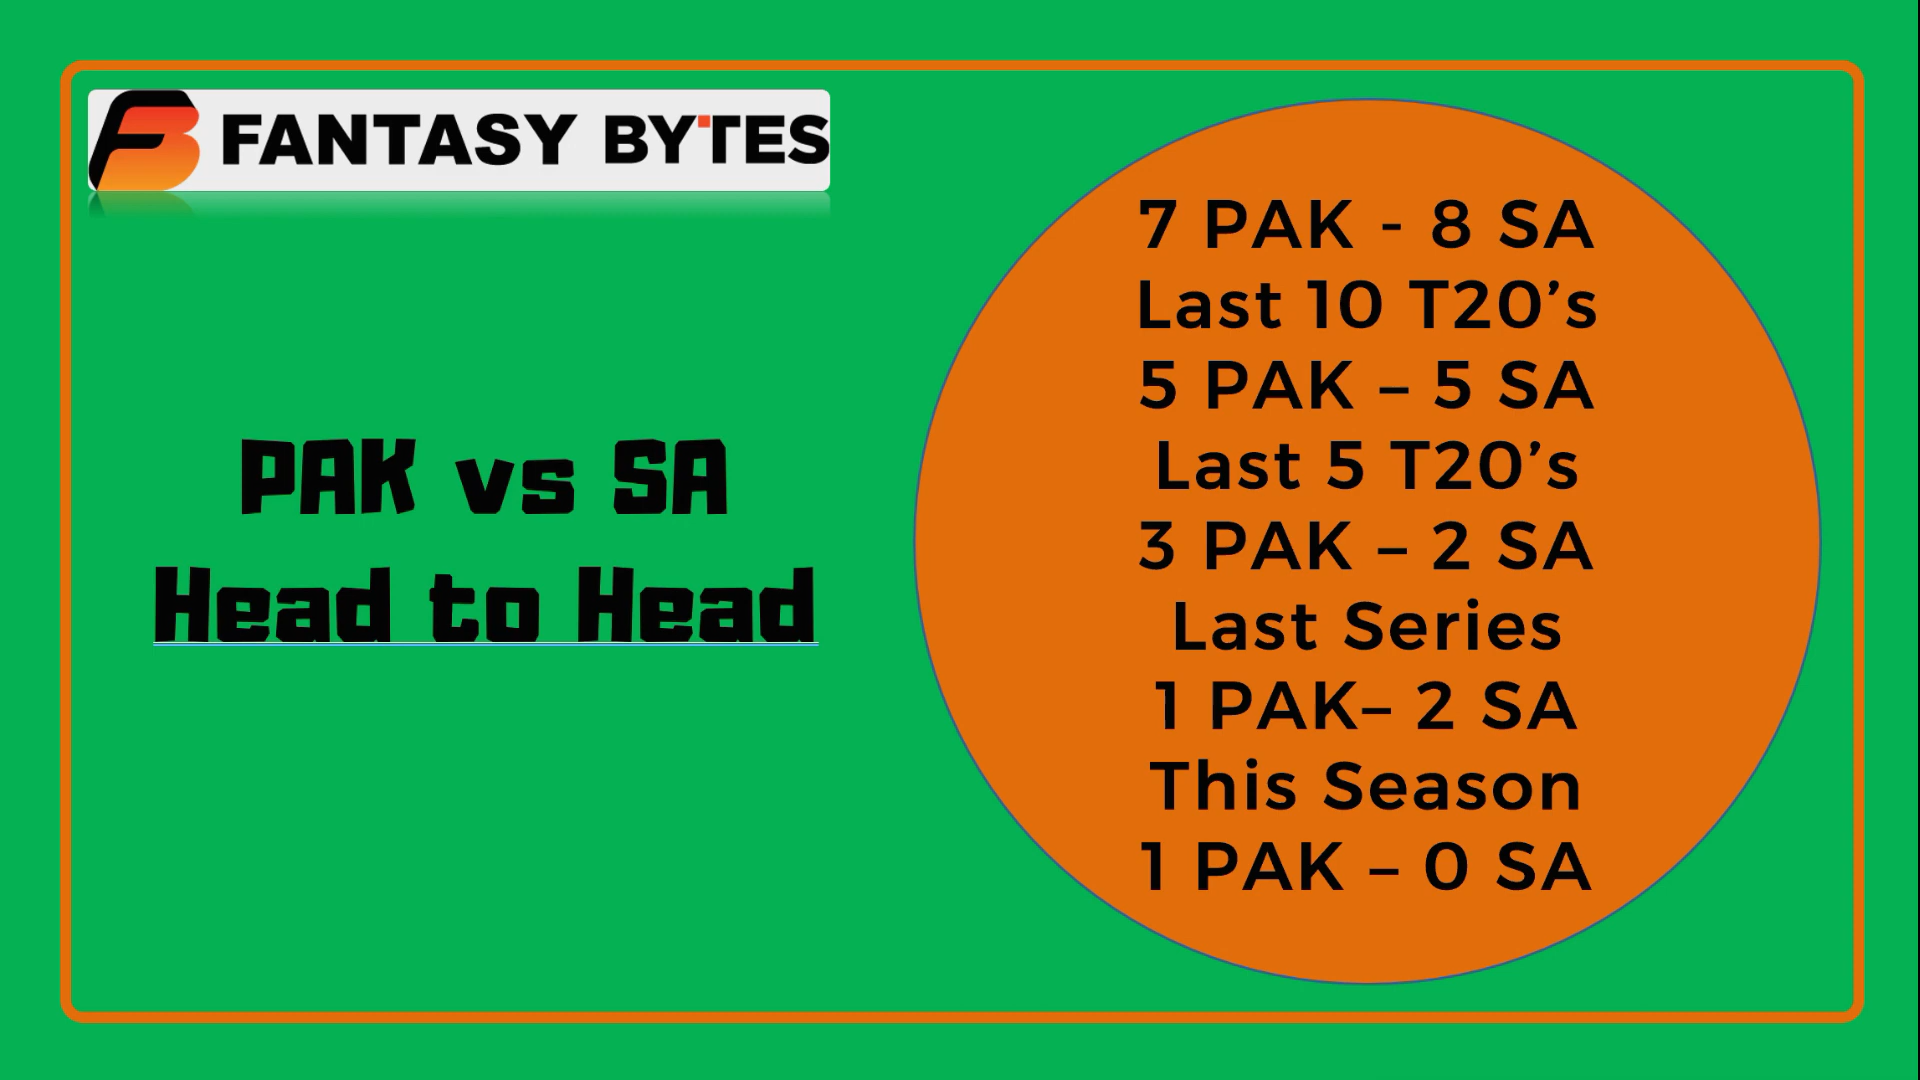 FANTASY BYTES
PAK vs SA
Head to Head
7 PAK - 8 SA
Last 10 T20’s
5 PAK – 5 SA
Last 5 T20’s
3 PAK – 2 SA
Last Series
1 PAK– 2 SA
This Season
1 PAK – 0 SA